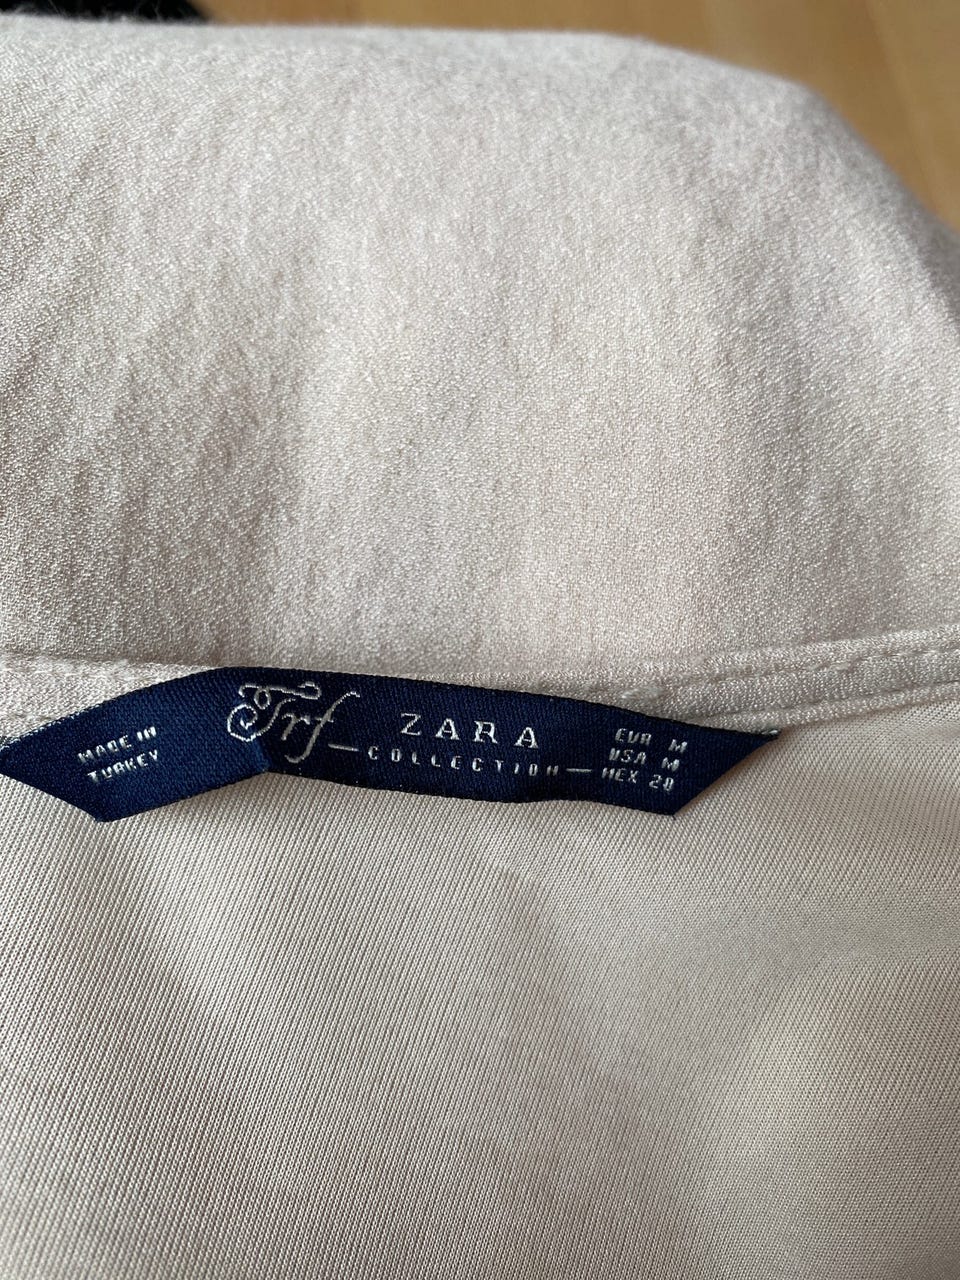 MADE IN
TURKEY
Trf
ZARA
COLLECTION
EUR M
USA M
MEX 28